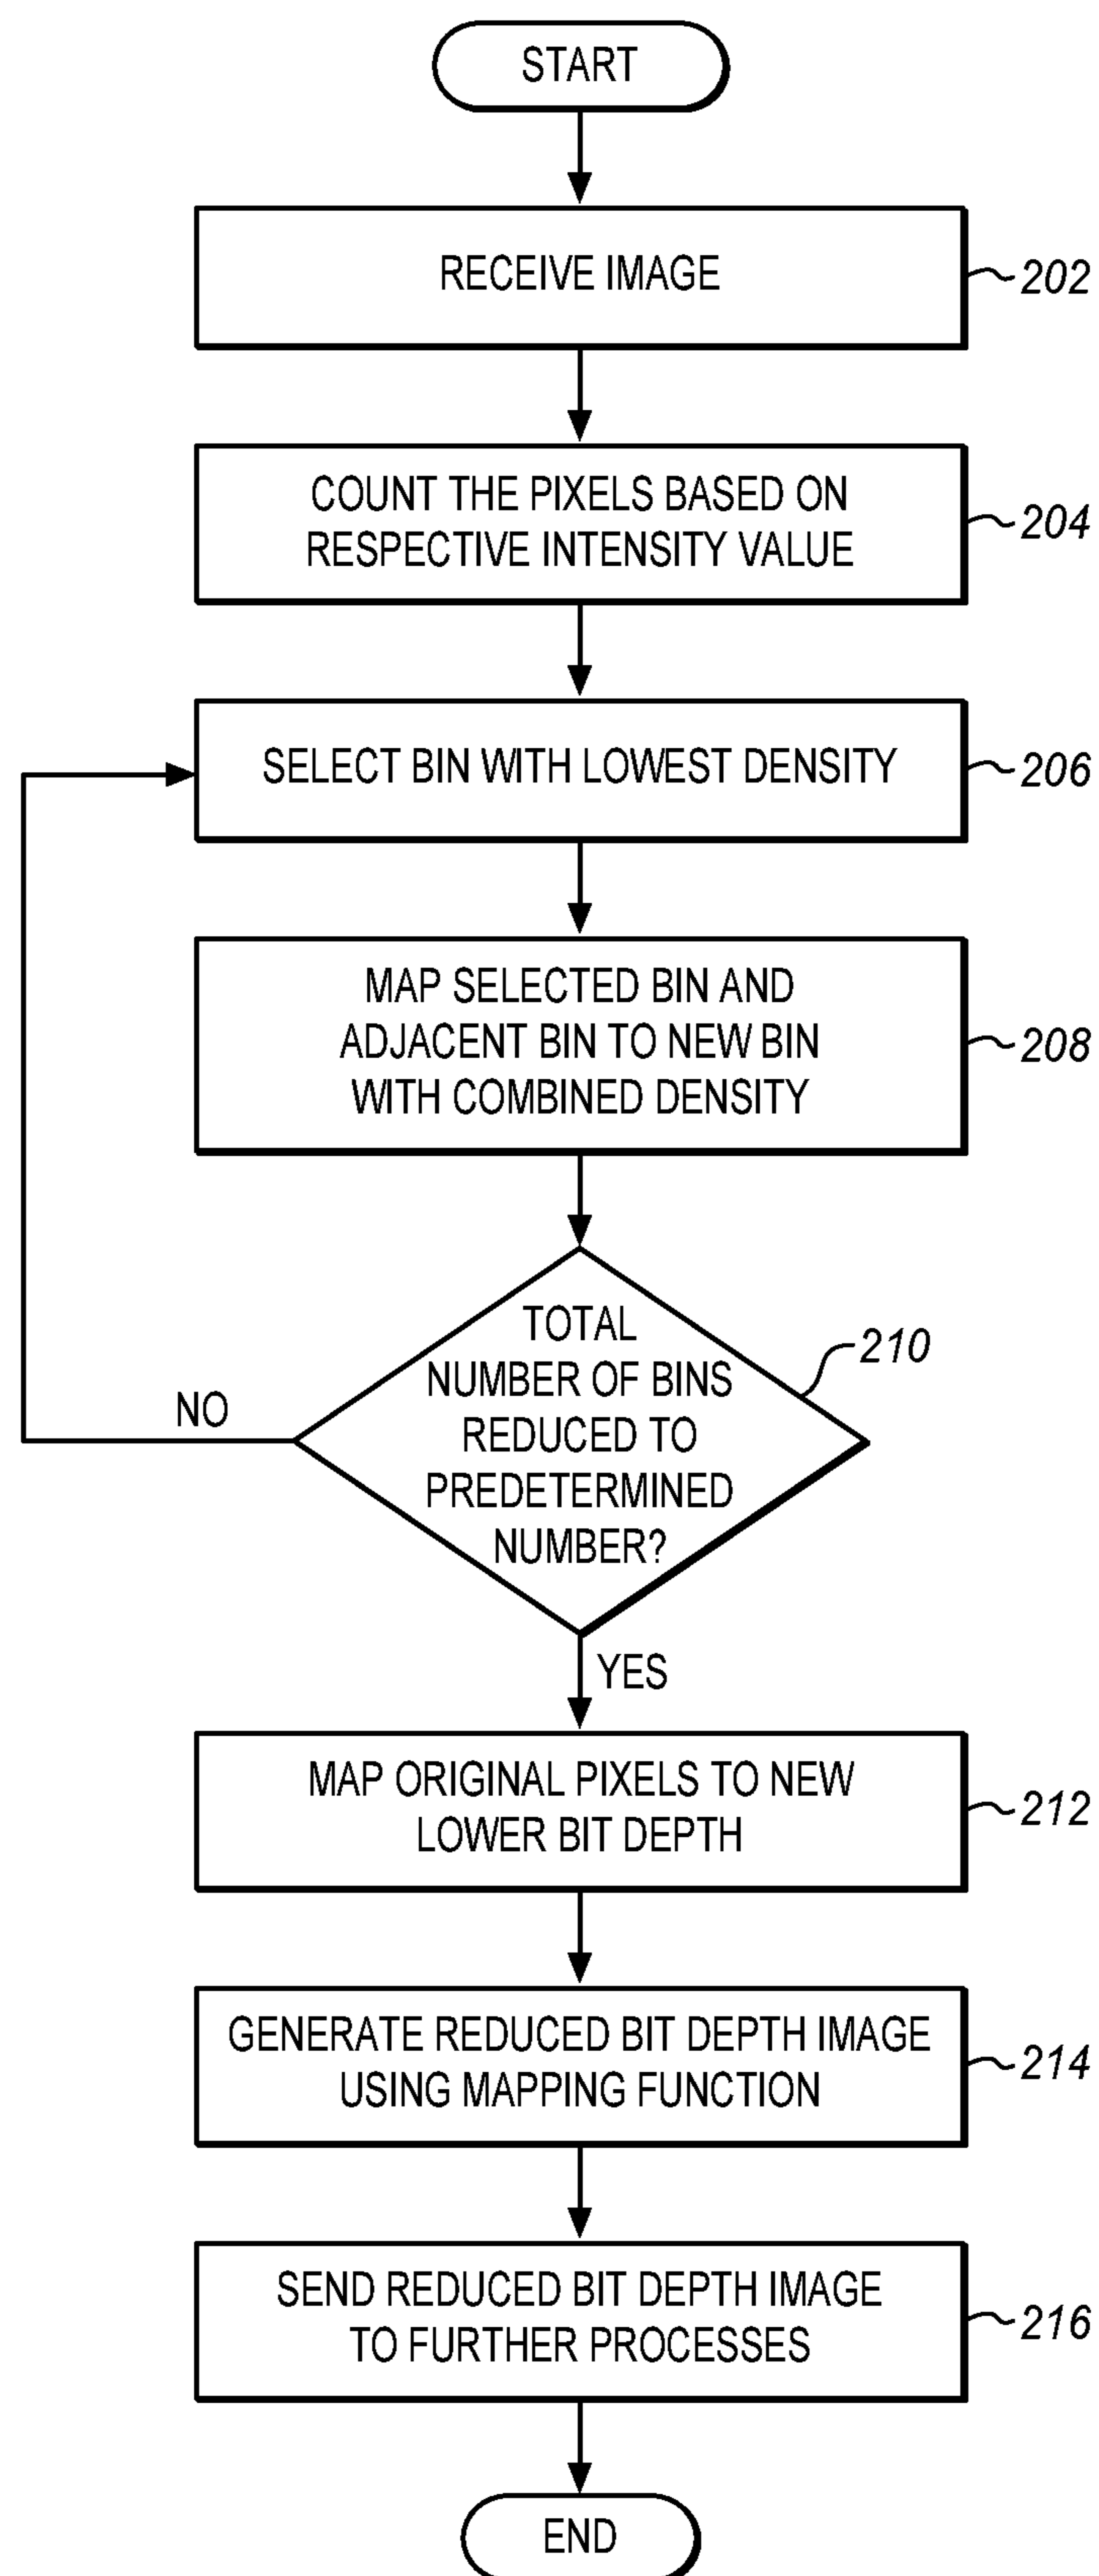 START
RECEIVE IMAGE
202
COUNT THE PIXELS BASED ON
RESPECTIVE INTENSITY VALUE
204
SELECT BIN WITH LOWEST DENSITY
206
MAP SELECTED BIN AND
ADJACENT BIN TO NEW BIN
WITH COMBINED DENSITY
208
TOTAL
NUMBER OF BINS
REDUCED TO
PREDETERMINED
NUMBER?
210
NO
YES
MAP ORIGINAL PIXELS TO NEW
LOWER BIT DEPTH
212
GENERATE REDUCED BIT DEPTH IMAGE
USING MAPPING FUNCTION
214
SEND REDUCED BIT DEPTH IMAGE
TO FURTHER PROCESSES
216
END